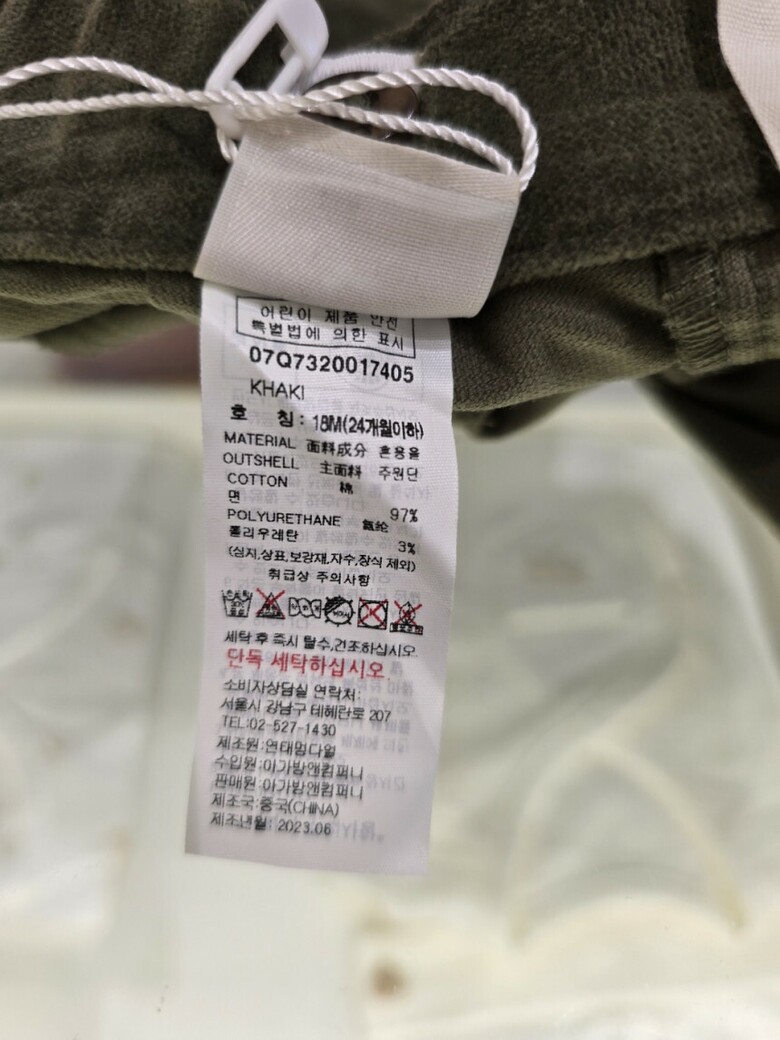 어린이 제품 안전
특별법에 의한 표시
07Q7320017405
KHAKI
호 칭 : 18M(24개월이하)
MATERIAL 面料成分 혼용율
OUTSHELL 主面料 주원단
COTTON 棉
면 97%
POLYURETHANE 氨纶
폴리우레탄 3%
(심지,상표,보강재,자수,장식 제외)
취급상 주의사항
세탁 후 즉시 탈수,건조하십시오.
단독 세탁하십시오.
소비자상담실 연락처:
서울시 강남구 테헤란로 207
TEL:02-527-1430
제조원:연태멈다얼
수입원:아가방앤컴퍼니
판매원:아가방앤컴퍼니
제조국:중국(CHINA)
제조년월: 2023.06